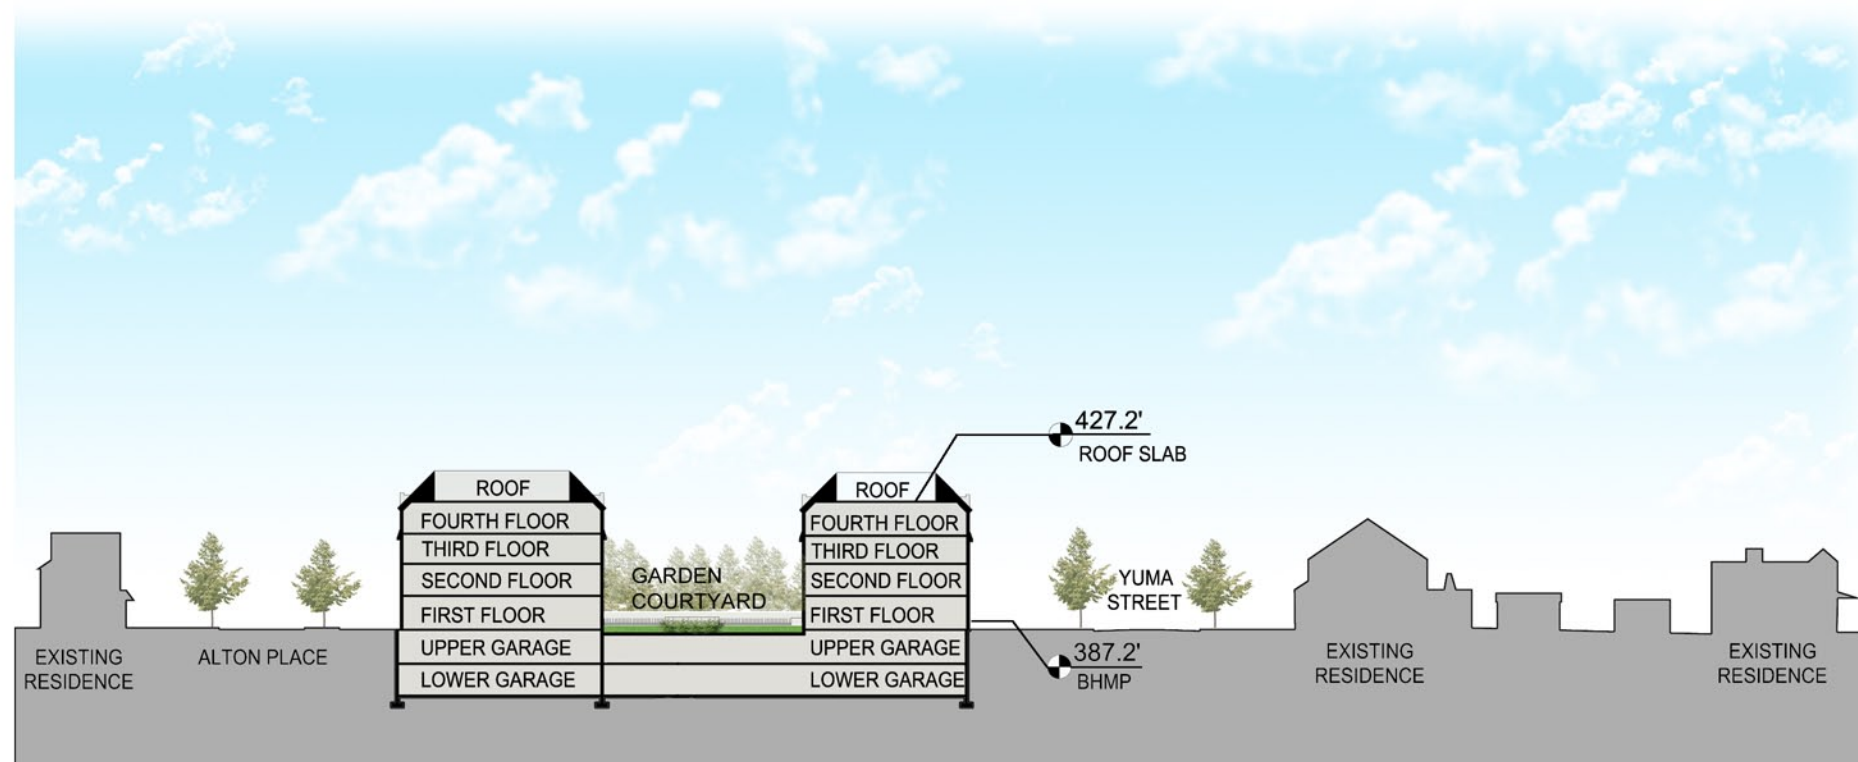 427.2'
ROOF SLAB
ROOF
FOURTH FLOOR
THIRD FLOOR
SECOND FLOOR
FIRST FLOOR
UPPER GARAGE
LOWER GARAGE
GARDEN
COURTYARD
ROOF
FOURTH FLOOR
THIRD FLOOR
SECOND FLOOR
FIRST FLOOR
UPPER GARAGE
LOWER GARAGE
YUMA
STREET
387.2'
BHMP
EXISTING
RESIDENCE
ALTON PLACE
EXISTING
RESIDENCE
EXISTING
RESIDENCE